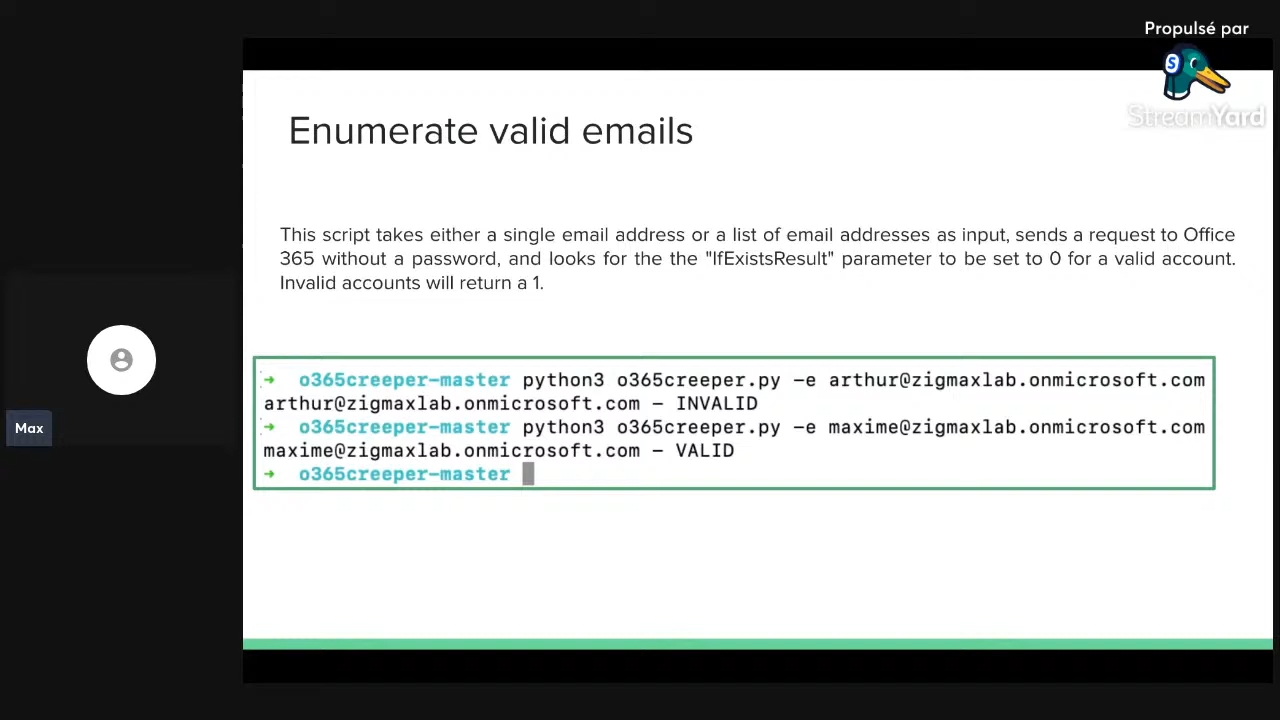 Propulsé par
StreamYard
Enumerate valid emails
This script takes either a single email address or a list of email addresses as input, sends a request to Office
365 without a password, and looks for the the "IfExistsResult" parameter to be set to 0 for a valid account.
Invalid accounts will return a 1.
➜ o365creeper-master python3 o365creeper.py -e arthur@zigmaxlab.onmicrosoft.com
arthur@zigmaxlab.onmicrosoft.com - INVALID
➜ o365creeper-master python3 o365creeper.py -e maxime@zigmaxlab.onmicrosoft.com
maxime@zigmaxlab.onmicrosoft.com - VALID
➜ o365creeper-master
Max